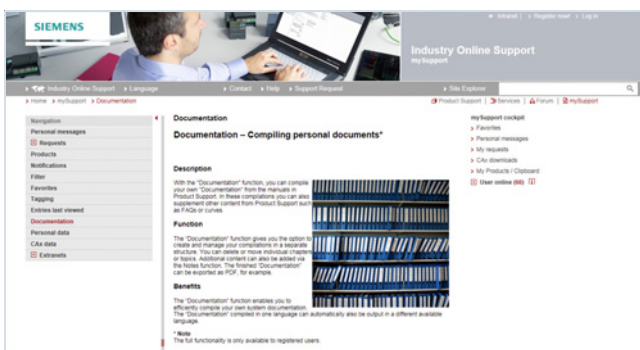 SIEMENS
Intranet | Register now! Log in
Industry Online Support
mySupport
Industry Online Support Language Contact Help Support Request Site Explorer
Home mySupport Documentation Product Support | Services | Forum | mySupport
Navigation
Personal messages
Requests
Products
Notifications
Filter
Favorites
Tagging
Entries last viewed
Documentation
Personal data
CAx data
Extranets
Documentation
Documentation – Compiling personal documents*
Description
With the "Documentation" function, you can compile
your own "Documentation" from the manuals in
Product Support. In these compilations you can also
supplement other content from Product Support such
as FAQs or curves.
Function
The "Documentation" function gives you the option to
create and manage your compilations in a separate
structure. You can delete or move individual chapters
or topics. Additional content can also be added via
the Notes function. The finished "Documentation"
can be exported as PDF, for example.
Benefits
The "Documentation" function enables you to
efficiently compile your own system documentation.
The "Documentation" compiled in one language can automatically also be output in a different available
language.
* Note
The full functionality is only available to registered users.
mySupport cockpit
Favorites
Personal messages
My requests
CAx downloads
My Products / Clipboard
User online (66)